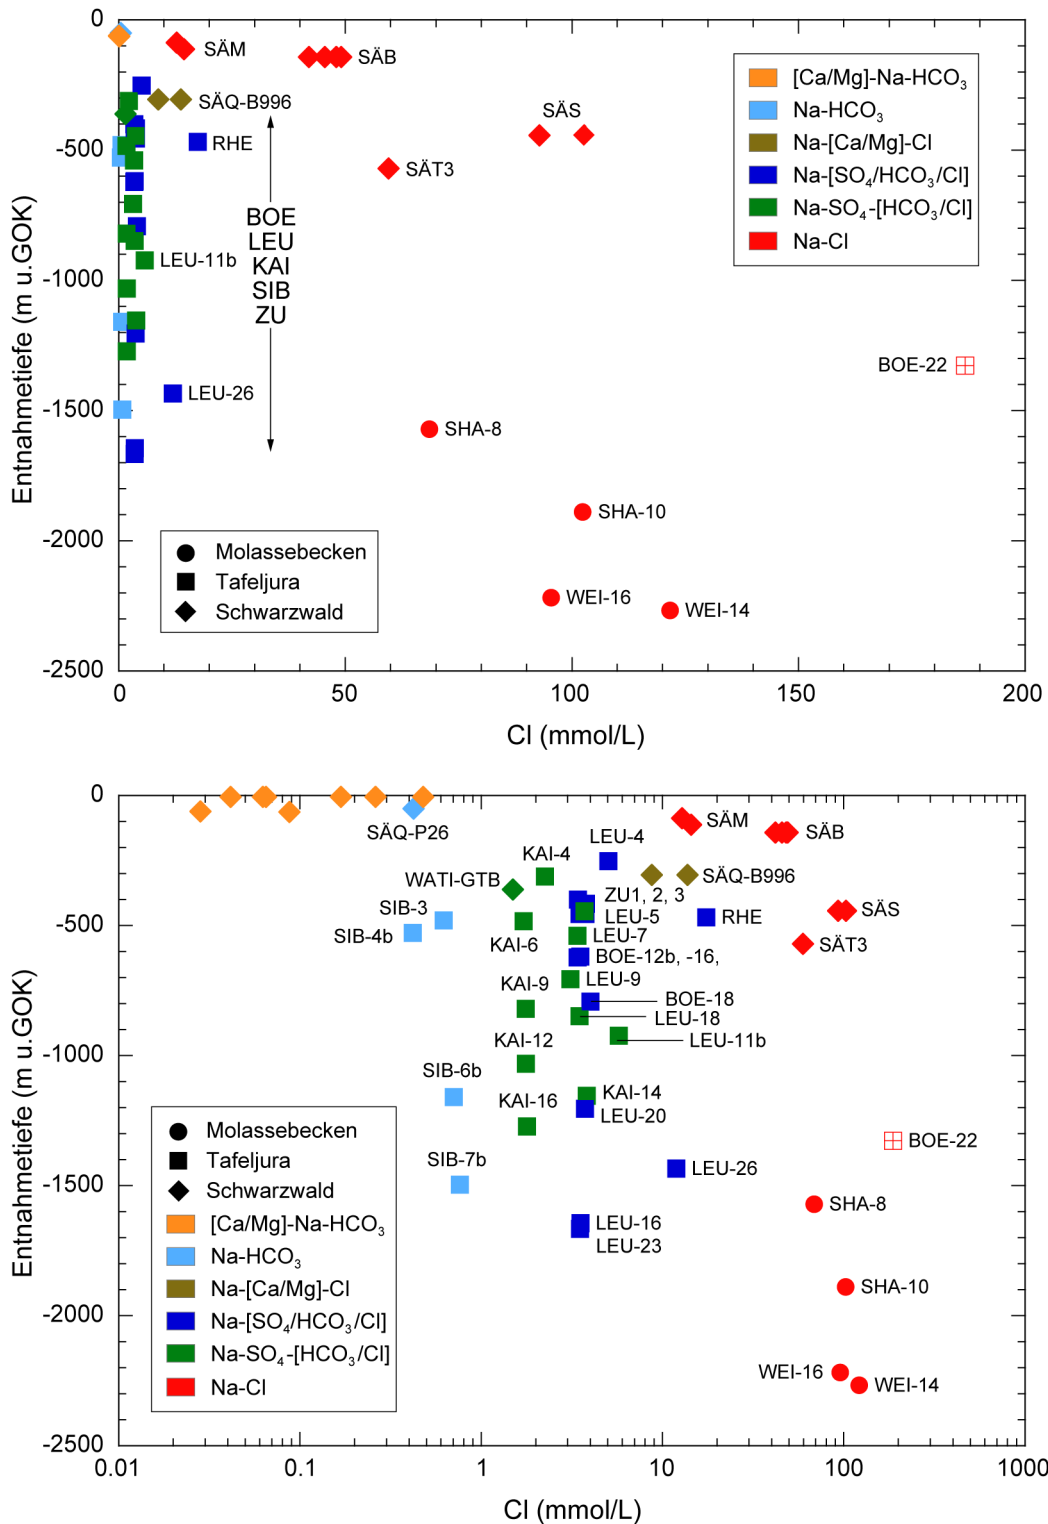 0
-500
-1000
-1500
-2000
-2500
Entnahmetiefe (m u.GOK)
SÄM
SÄB
SÄQ-B996
RHE
SÄS
SÄT3
BOE
LEU
KAI
SIB
ZU
LEU-11b
LEU-26
BOE-22
SHA-8
SHA-10
WEI-16
WEI-14
[Ca/Mg]-Na-HCO₃
Na-HCO₃
Na-[Ca/Mg]-Cl
Na-[SO₄/HCO₃/Cl]
Na-SO₄-[HCO₃/Cl]
Na-Cl
Molassebecken
Tafeljura
Schwarzwald
0 50 100 150 200
Cl (mmol/L)
0
-500
-1000
-1500
-2000
-2500
Entnahmetiefe (m u.GOK)
SÄQ-P26
SÄM
SÄB
LEU-4
KAI-4
WATI-GTB
SÄQ-B996
SIB-3
ZU1, 2, 3
SÄS
SIB-4b
KAI-6
LEU-5
RHE
LEU-7
SÄT3
BOE-12b, -16,
KAI-9
LEU-9
BOE-18
LEU-18
KAI-12
LEU-11b
SIB-6b
KAI-16
KAI-14
LEU-20
BOE-22
SIB-7b
LEU-26
SHA-8
LEU-16
LEU-23
SHA-10
WEI-16
WEI-14
Molassebecken
Tafeljura
Schwarzwald
[Ca/Mg]-Na-HCO₃
Na-HCO₃
Na-[Ca/Mg]-Cl
Na-[SO₄/HCO₃/Cl]
Na-SO₄-[HCO₃/Cl]
Na-Cl
0.01 0.1 1 10 100 1000
Cl (mmol/L)